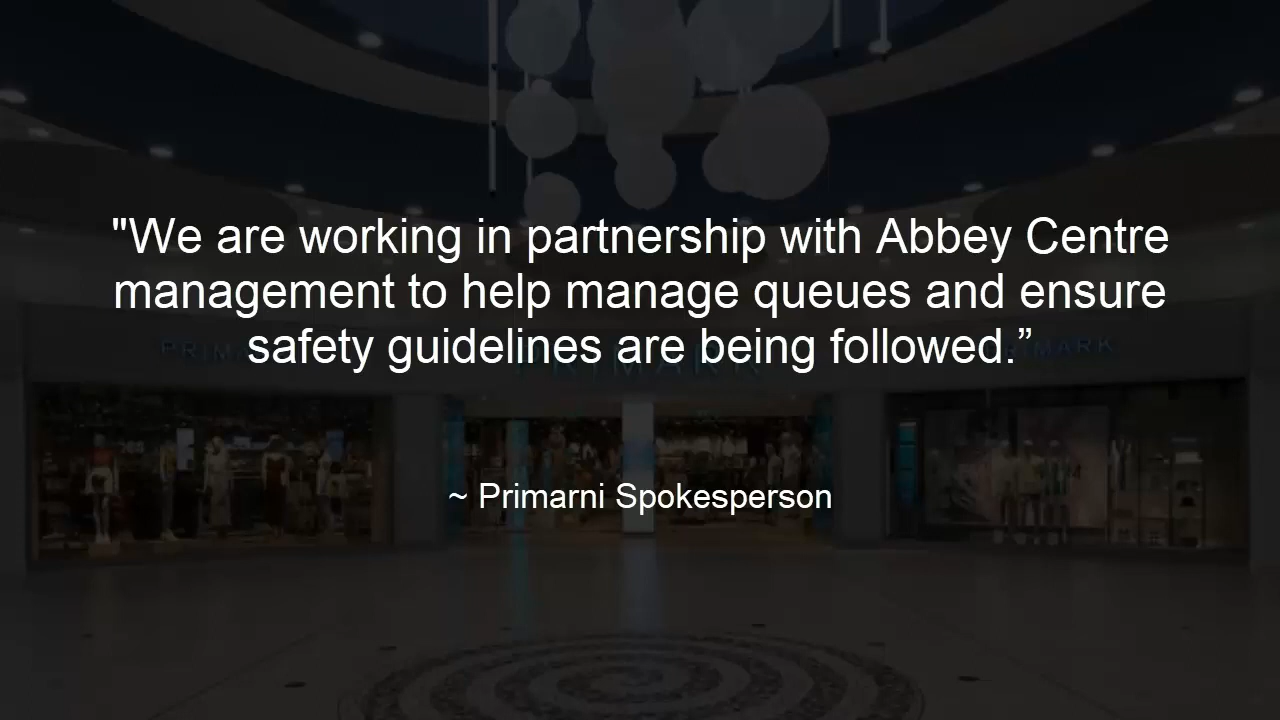 "We are working in partnership with Abbey Centre
management to help manage queues and ensure
safety guidelines are being followed.”
PRIMARK
~ Primarni Spokesperson